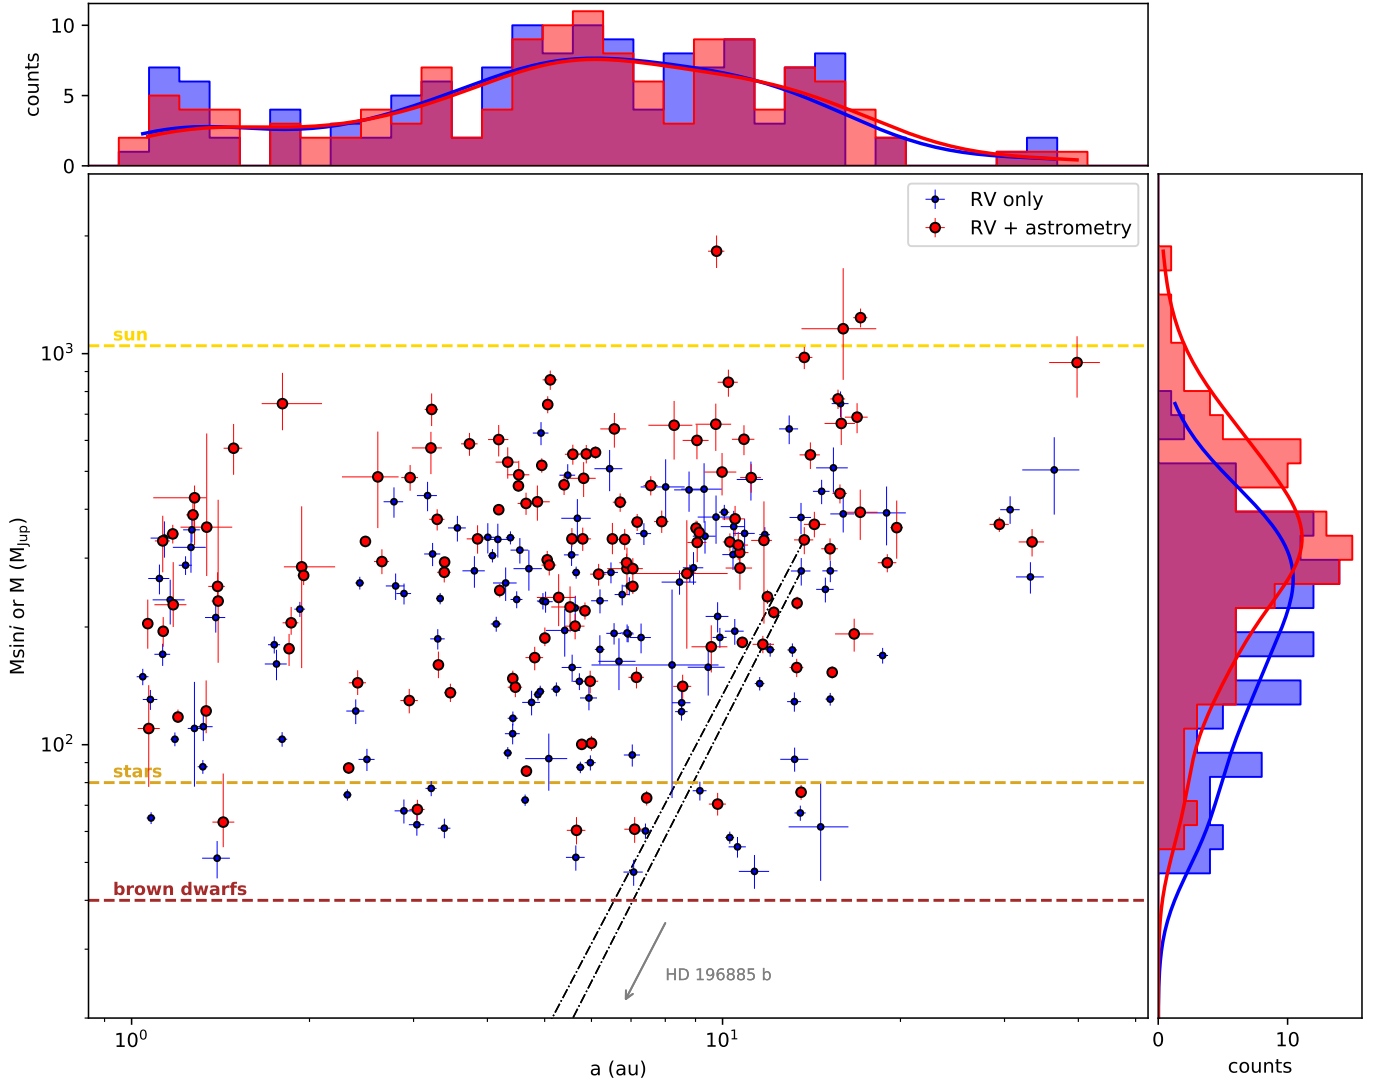 10
5
0
counts
RV only
RV + astrometry
sun
10³
Msini or M (M_Jup)
10²
stars
brown dwarfs
HD 196885 b
10⁰
10¹
0
10
a (au)
counts